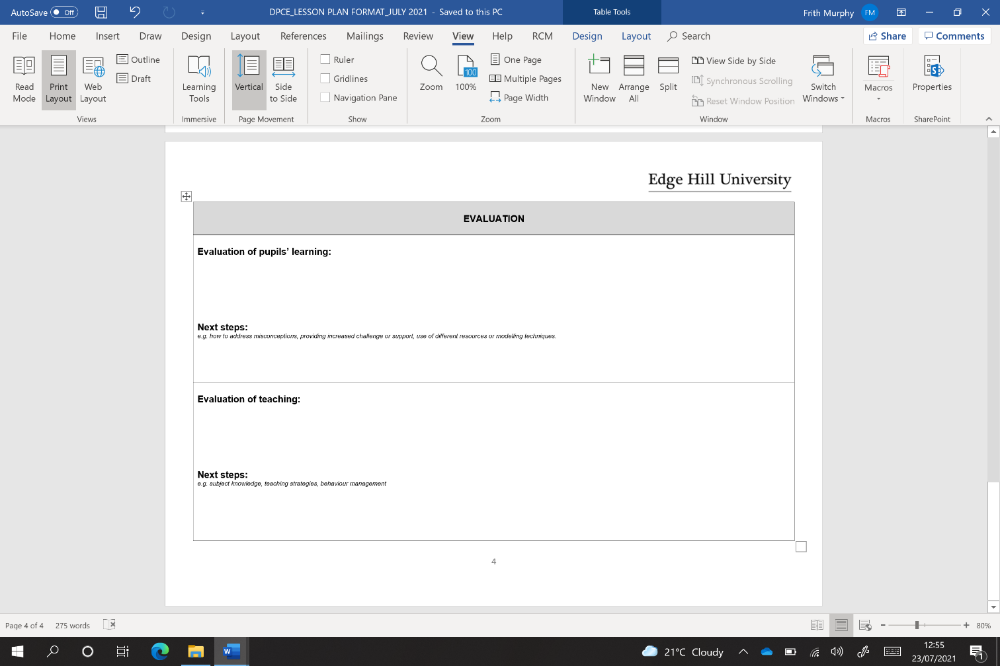 AutoSave Off DPCE_LESSON PLAN FORMAT_JULY 2021 - Saved to this PC Table Tools Frith Murphy FM
File Home Insert Draw Design Layout References Mailings Review View Help RCM Design Layout Search Share Comments
Read Mode
Print Layout
Web Layout
Outline
Draft
Views
Learning Tools
Immersive
Vertical
Side to Side
Page Movement
Ruler
Gridlines
Navigation Pane
Show
Zoom
100
100%
One Page
Multiple Pages
Page Width
Zoom
New Window
Arrange All
Split
View Side by Side
Synchronous Scrolling
Reset Window Position
Switch Windows
Window
Macros
Macros
Properties
SharePoint
Edge Hill University
EVALUATION
Evaluation of pupils’ learning:
Next steps:
e.g. how to address misconceptions, providing increased challenge or support, use of different resources or modelling techniques.
Evaluation of teaching:
Next steps:
e.g. subject knowledge, teaching strategies, behaviour management
4
Page 4 of 4 275 words 80%
21°C Cloudy 12:55
23/07/2021 1